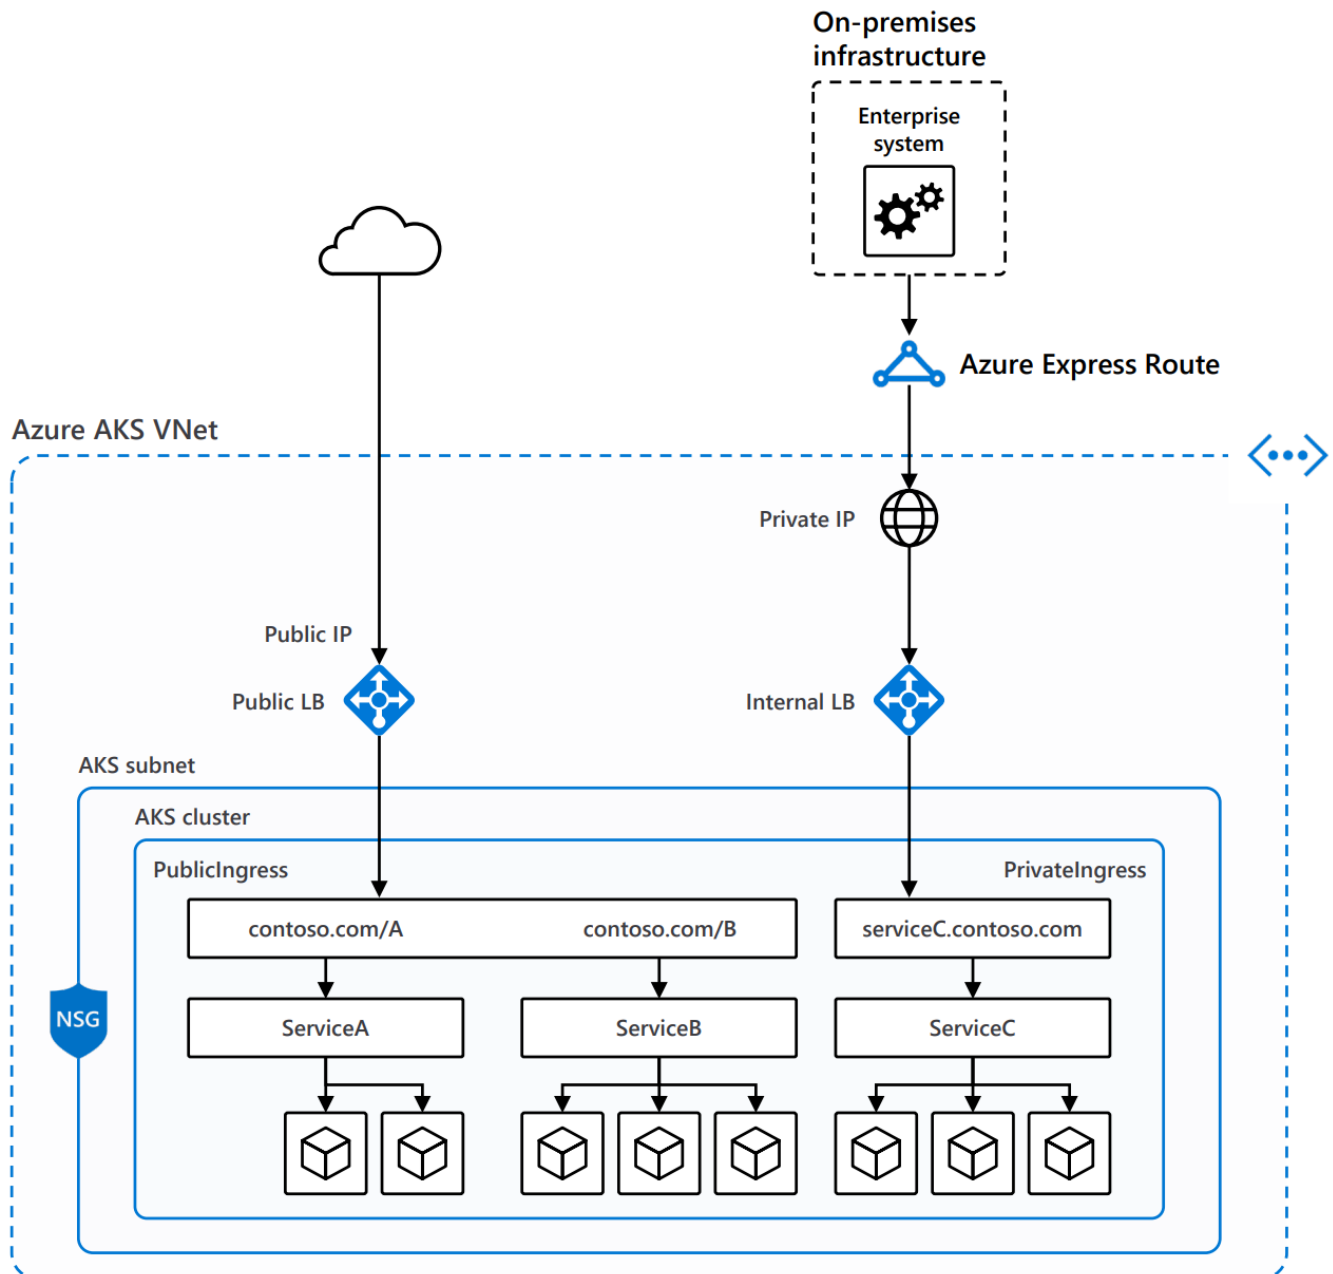 On-premises
infrastructure
Enterprise
system
Azure Express Route
Azure AKS VNet
Private IP
Public IP
Public LB
Internal LB
AKS subnet
AKS cluster
PublicIngress
PrivateIngress
contoso.com/A
contoso.com/B
serviceC.contoso.com
NSG
ServiceA
ServiceB
ServiceC